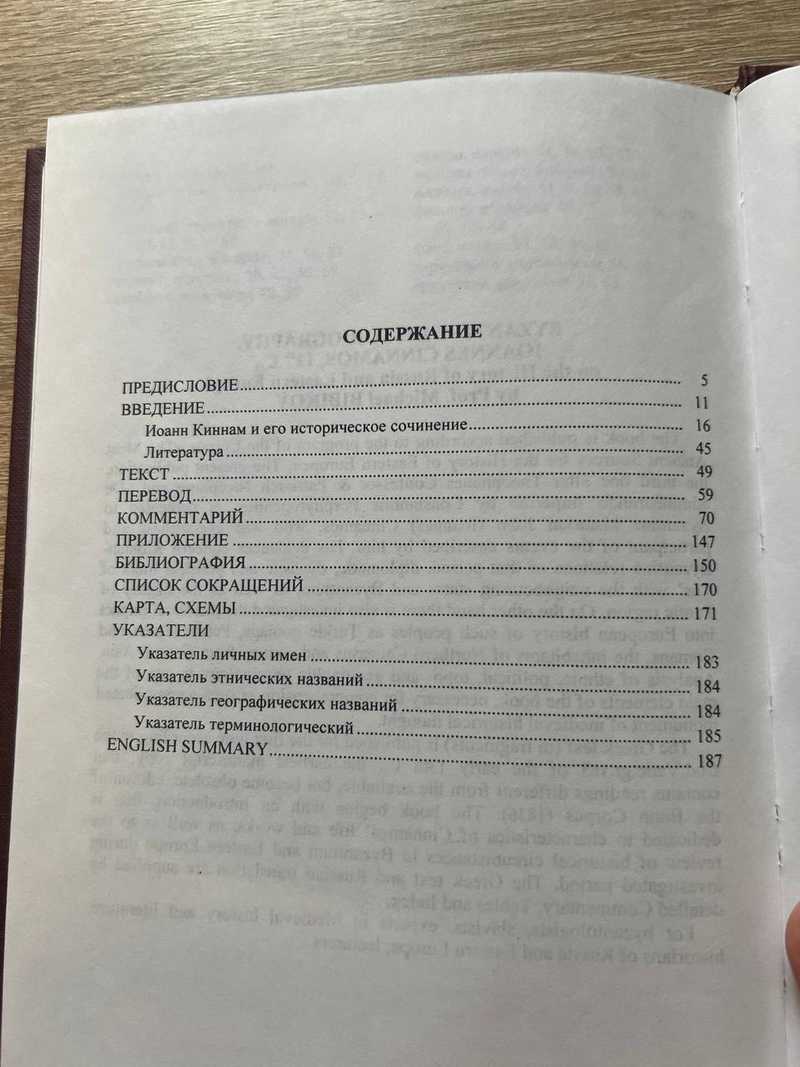 СОДЕРЖАНИЕ
ПРЕДИСЛОВИЕ 5
ВВЕДЕНИЕ 11
Иоанн Киннам и его историческое сочинение 16
Литература 45
ТЕКСТ 49
ПЕРЕВОД 59
КОММЕНТАРИЙ 70
ПРИЛОЖЕНИЕ 147
БИБЛИОГРАФИЯ 150
СПИСОК СОКРАЩЕНИЙ 170
КАРТА, СХЕМЫ 171
УКАЗАТЕЛИ
Указатель личных имен 183
Указатель этнических названий 184
Указатель географических названий 184
Указатель терминологический 185
ENGLISH SUMMARY 187